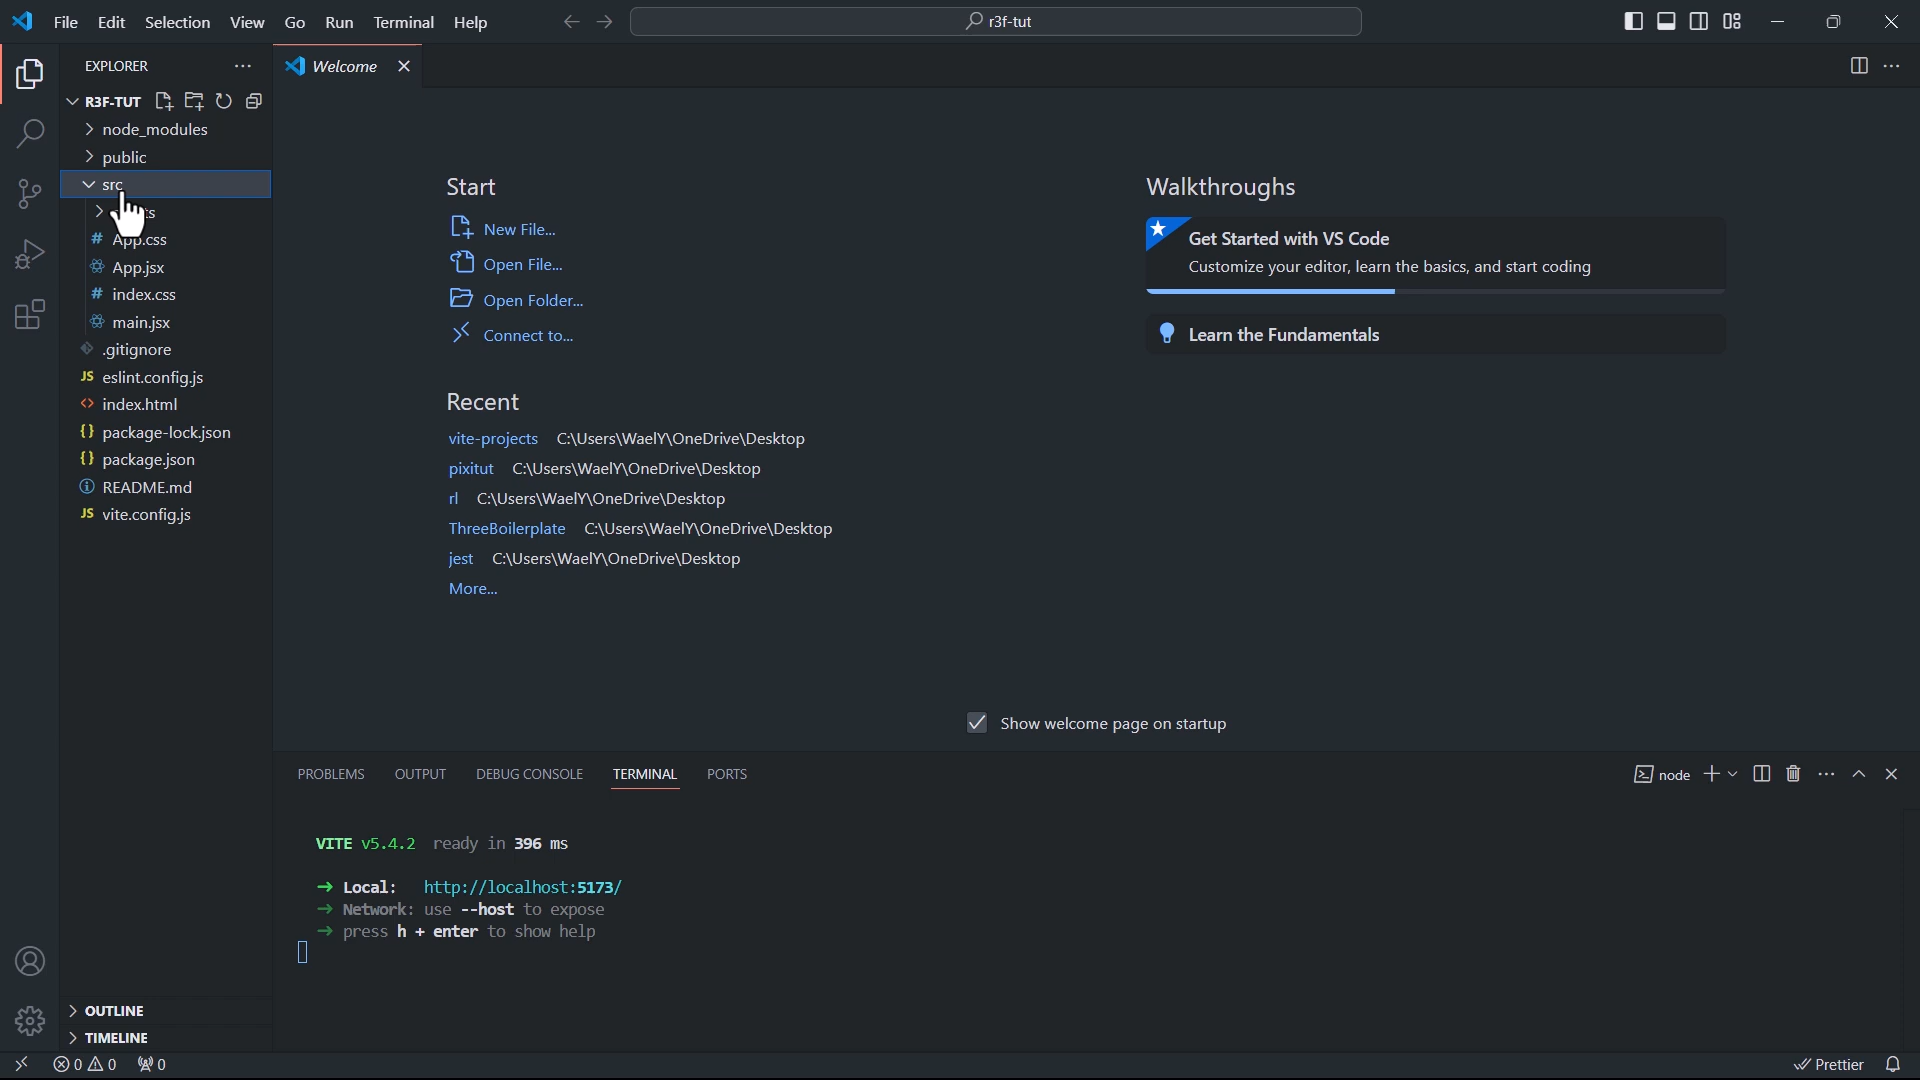 File Edit Selection View Go Run Terminal Help
r3f-tut
EXPLORER
Welcome
R3F-TUT
node_modules
public
src
App.css
App.jsx
index.css
main.jsx
.gitignore
eslint.config.js
index.html
package-lock.json
package.json
README.md
vite.config.js
OUTLINE
TIMELINE
Start
New File...
Open File...
Open Folder...
Connect to...
Recent
vite-projects C:\Users\WaelY\OneDrive\Desktop
pixitut C:\Users\WaelY\OneDrive\Desktop
rl C:\Users\WaelY\OneDrive\Desktop
ThreeBoilerplate C:\Users\WaelY\OneDrive\Desktop
jest C:\Users\WaelY\OneDrive\Desktop
More...
Walkthroughs
Get Started with VS Code
Customize your editor, learn the basics, and start coding
Learn the Fundamentals
Show welcome page on startup
PROBLEMS OUTPUT DEBUG CONSOLE TERMINAL PORTS
node
VITE v5.4.2 ready in 396 ms
➜ Local: http://localhost:5173/
➜ Network: use --host to expose
➜ press h + enter to show help
0 0 0
Prettier